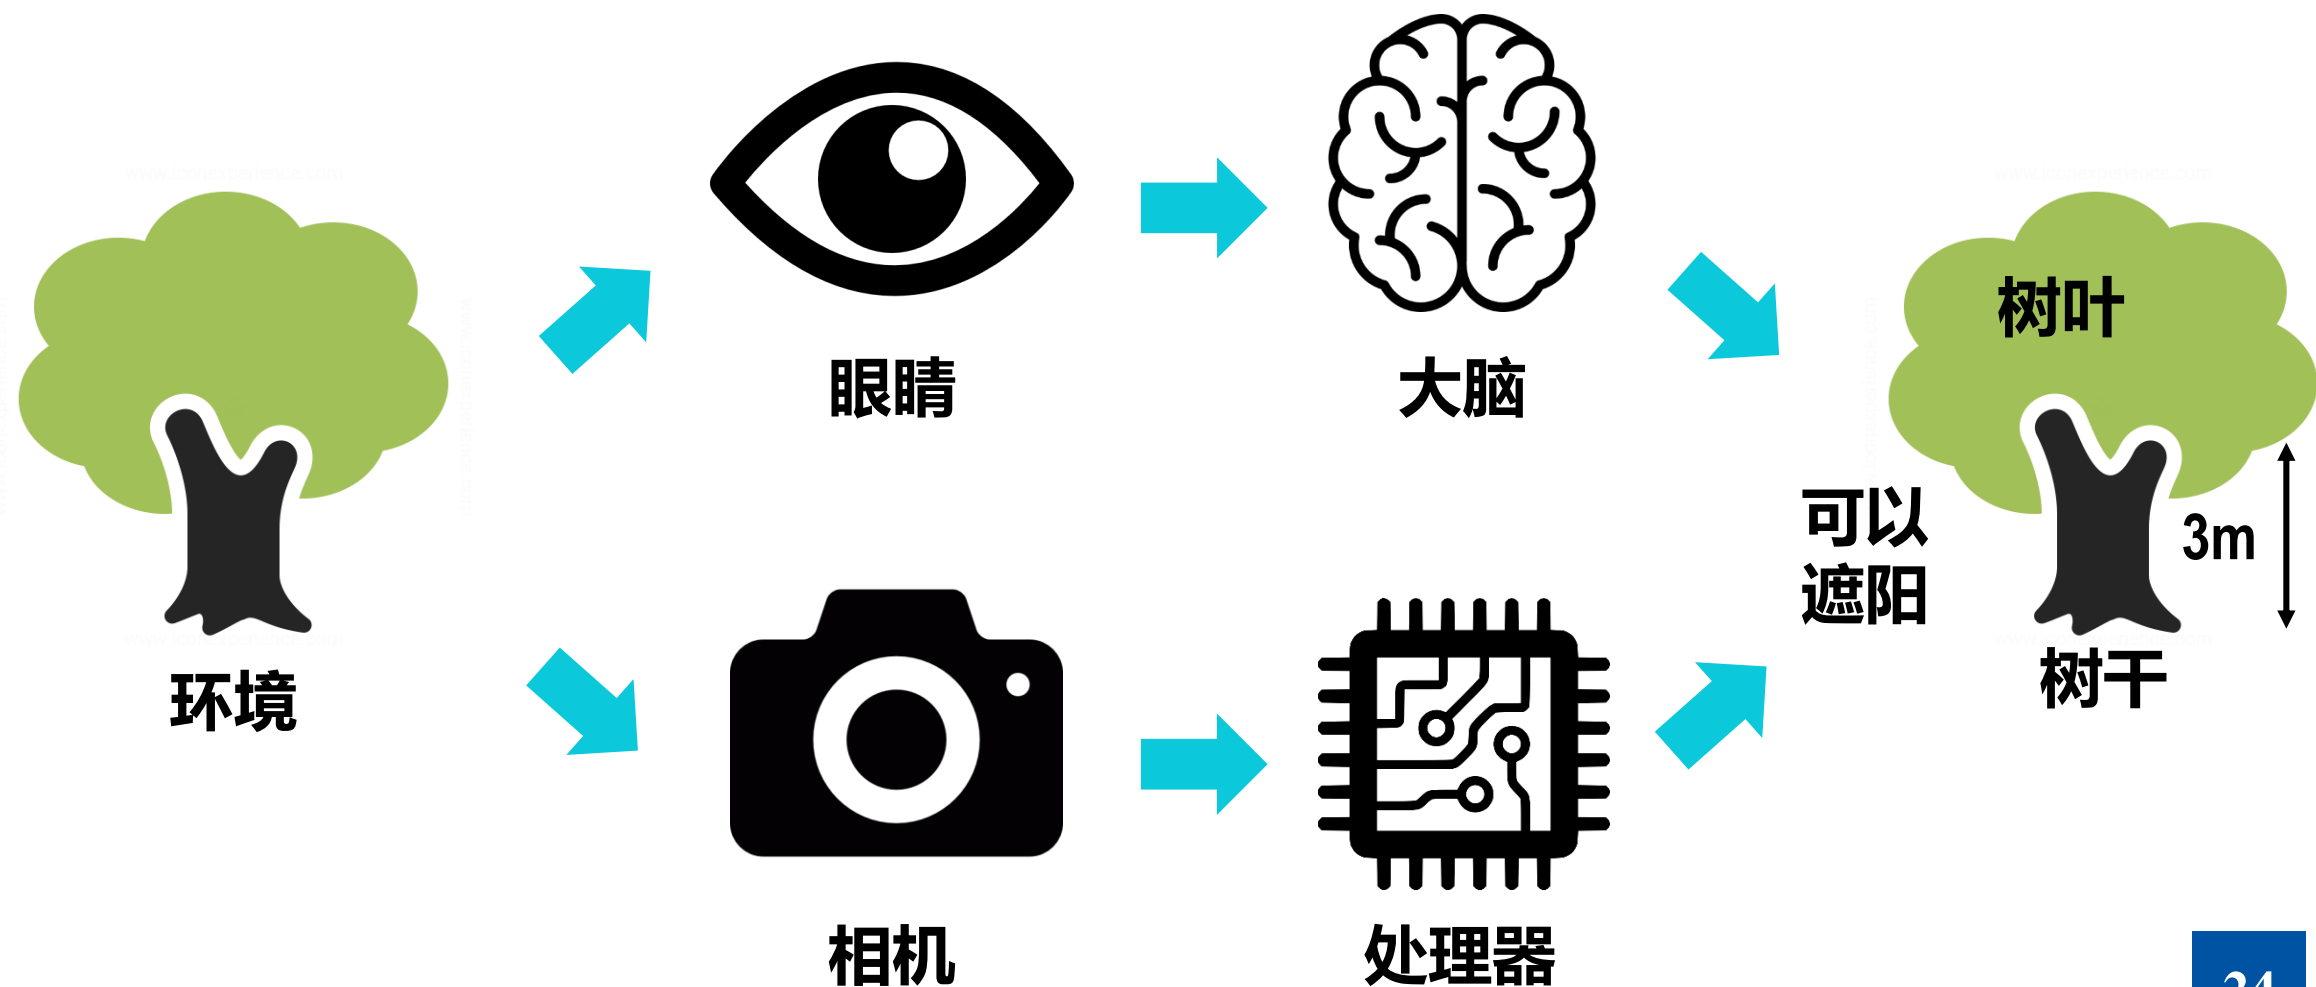 环境
眼睛
大脑
相机
处理器
树叶
可以
遮阳
3m
树干